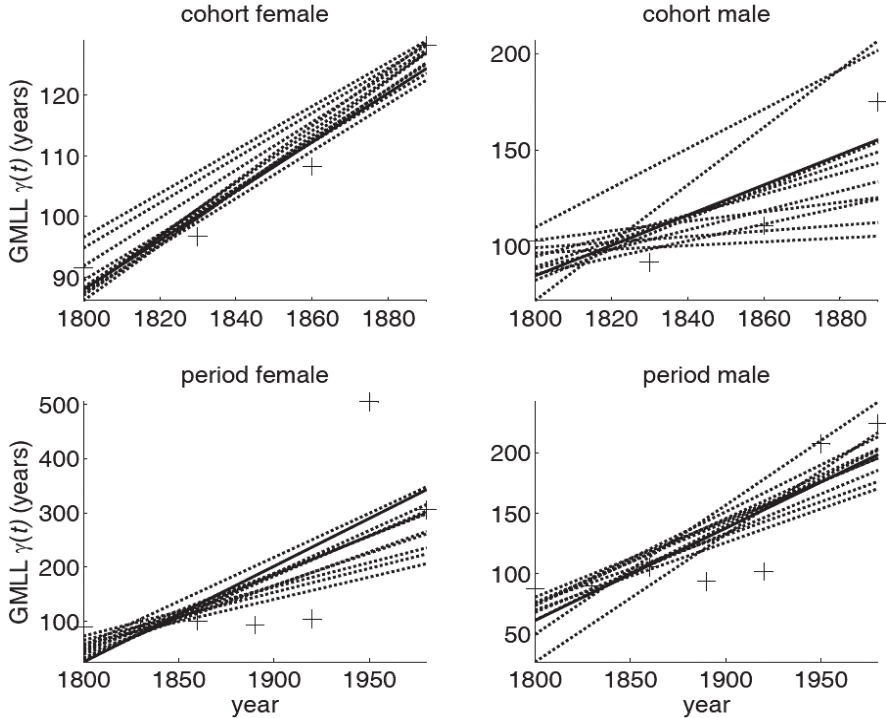 cohort female
cohort male
GMLL γ(t) (years)
120
110
100
90
1800 1820 1840 1860 1880
200
150
100
1800 1820 1840 1860 1880
period female
period male
GMLL γ(t) (years)
500
400
300
200
100
1800 1850 1900 1950
year
200
150
100
50
1800 1850 1900 1950
year